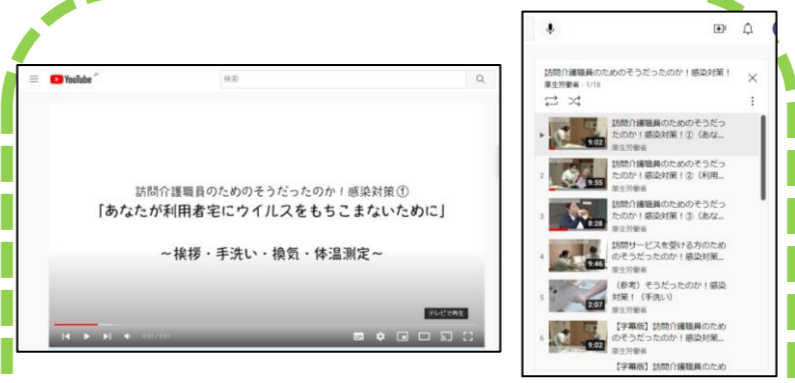 YouTube JP
検索
訪問介護職員のためのそうだったのか！感染対策①
「あなたが利用者宅にウイルスをもちこまないために」
～挨拶・手洗い・換気・体温測定～
テレビで再生
訪問介護職員のためのそうだったのか！感染対策！
厚生労働省 - 1/18
訪問介護職員のためのそうだっ
たのか！感染対策！①（あな...
9:02
厚生労働省
2
訪問介護職員のためのそうだっ
たのか！感染対策！②（利用...
9:55
厚生労働省
3
訪問介護職員のためのそうだっ
たのか！感染対策！③（あな...
8:28
厚生労働省
4
訪問サービスを受ける方のため
のそうだったのか！感染対策...
9:46
厚生労働省
5
（参考）そうだったのか！感染
対策！（手洗い）
2:07
厚生労働省
6
【字幕版】訪問介護職員のため
のそうだったのか！感染対策...
9:02
厚生労働省
【字幕版】訪問介護職員のため